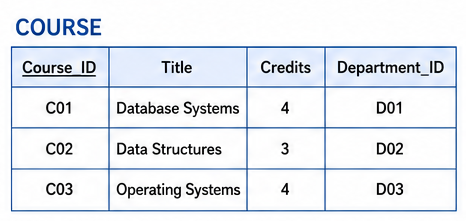 COURSE
Course_ID Title Credits Department_ID
C01 Database Systems 4 D01
C02 Data Structures 3 D02
C03 Operating Systems 4 D03